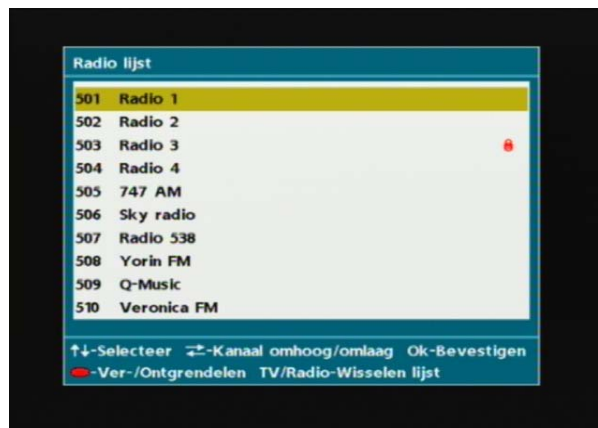 Radio lijst
501 Radio 1
502 Radio 2
503 Radio 3
504 Radio 4
505 747 AM
506 Sky radio
507 Radio 538
508 Yorin FM
509 Q-Music
510 Veronica FM
↑↓-Selecteer ⇄-Kanaal omhoog/omlaag Ok-Bevestigen
-Ver-/Ontgrendelen TV/Radio-Wisselen lijst